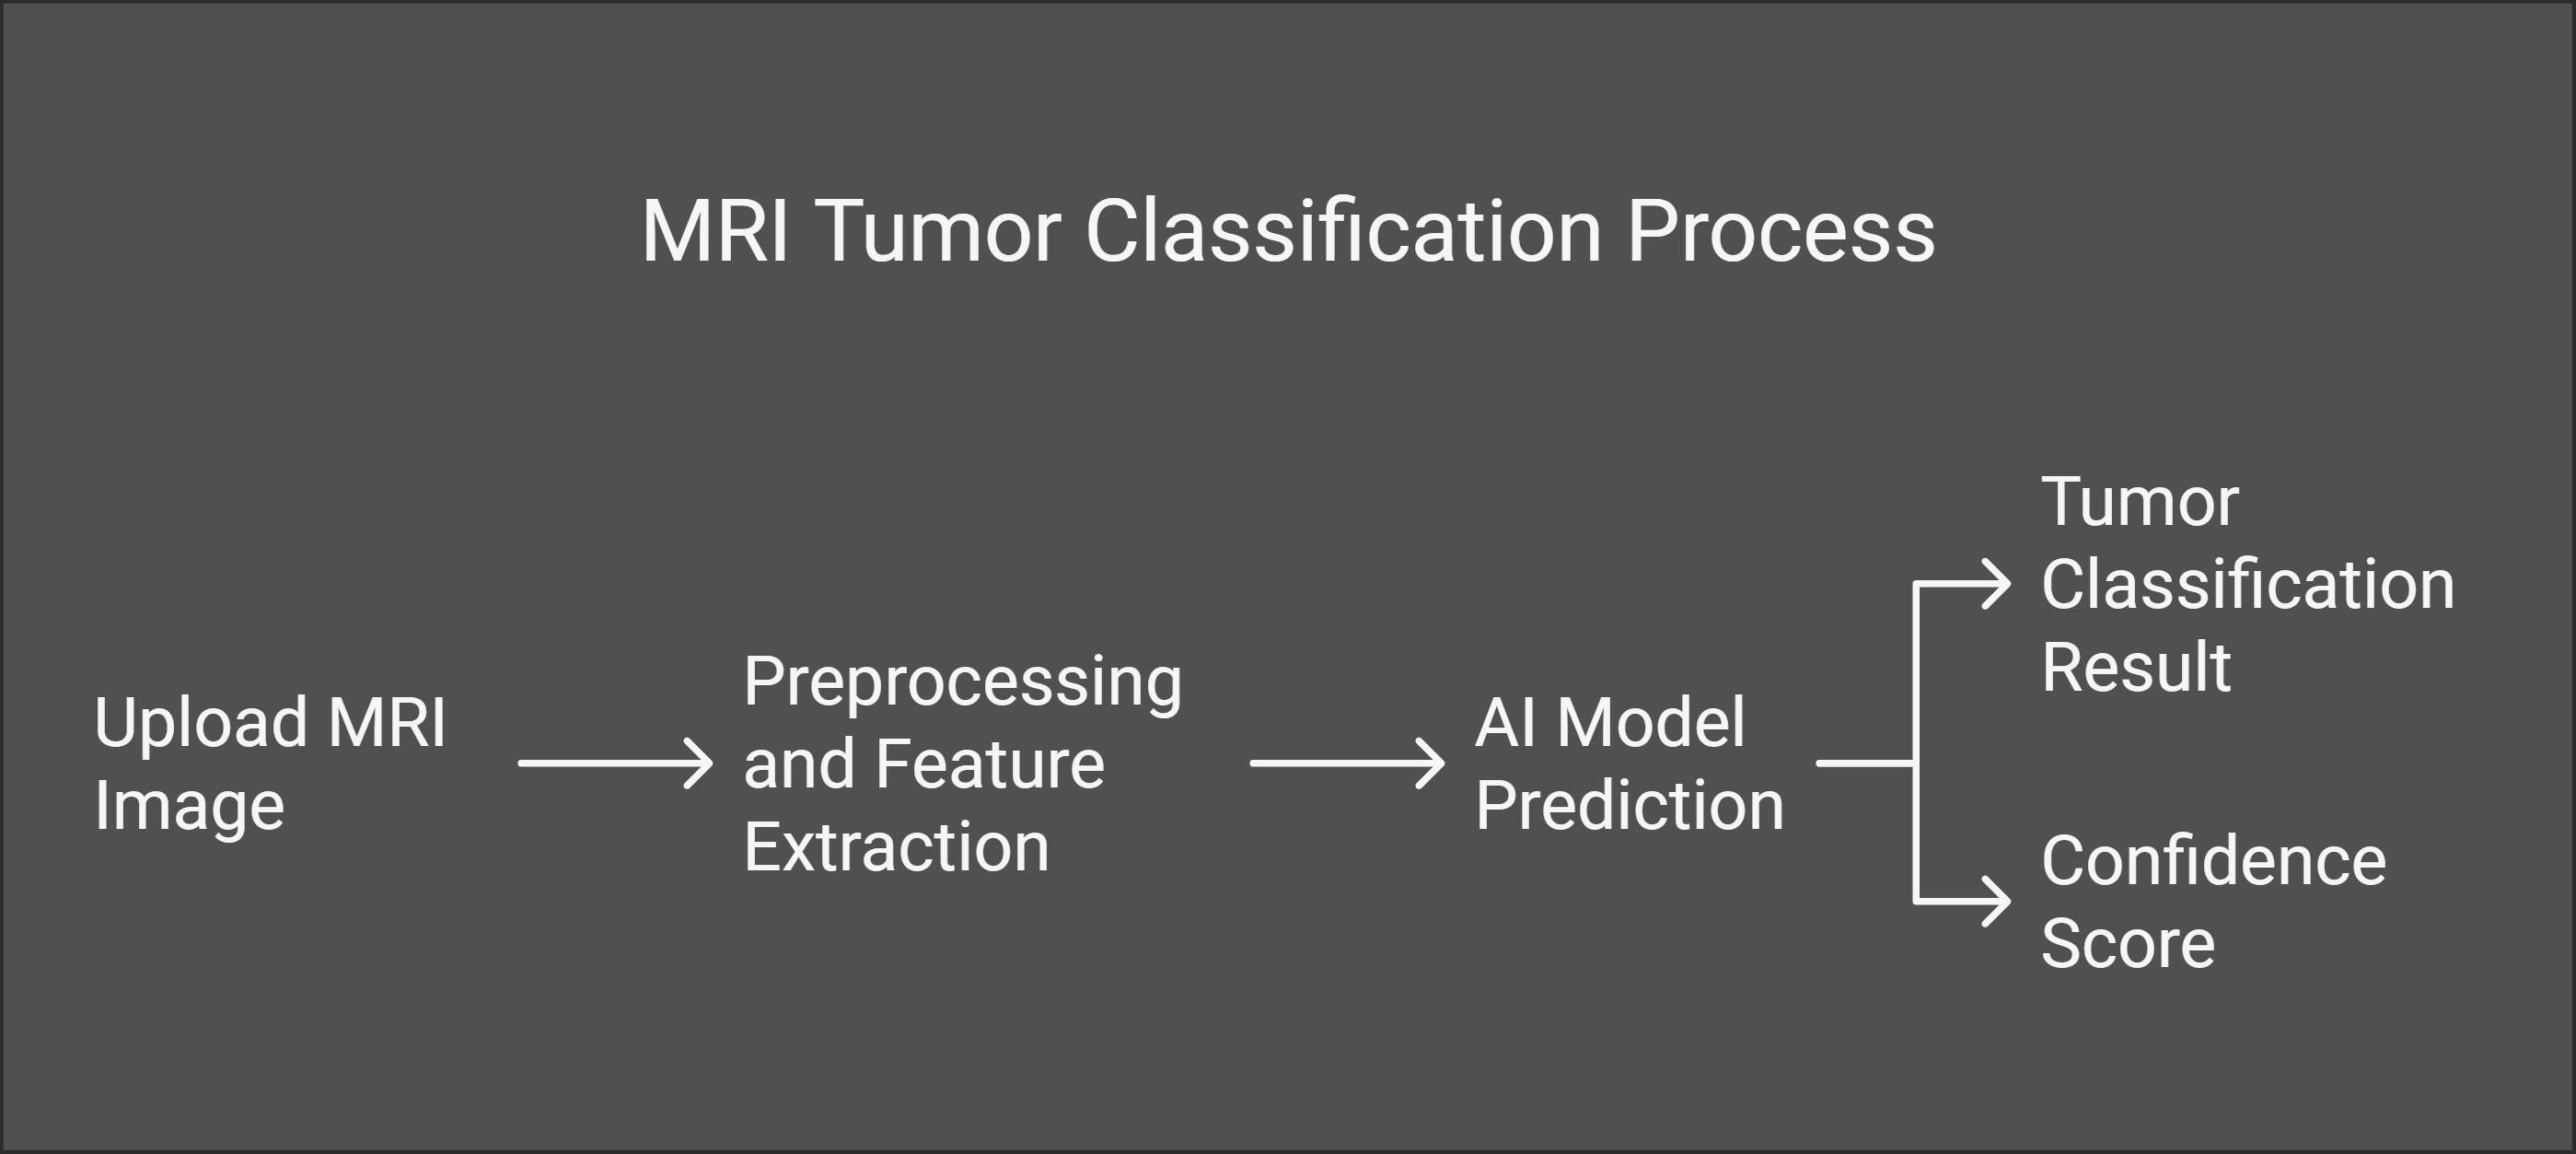 MRI Tumor Classification Process
Upload MRI
Image
Preprocessing
and Feature
Extraction
AI Model
Prediction
Tumor
Classification
Result
Confidence
Score